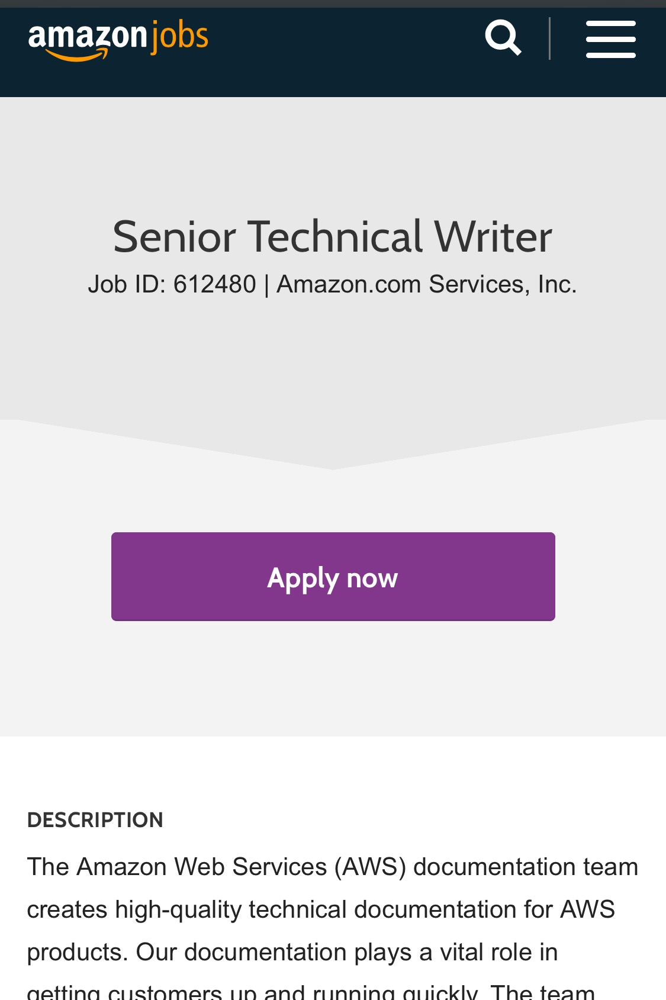 amazon jobs
Senior Technical Writer
Job ID: 612480 | Amazon.com Services, Inc.
Apply now
DESCRIPTION
The Amazon Web Services (AWS) documentation team
creates high-quality technical documentation for AWS
products. Our documentation plays a vital role in
getting customers up and running quickly. The team